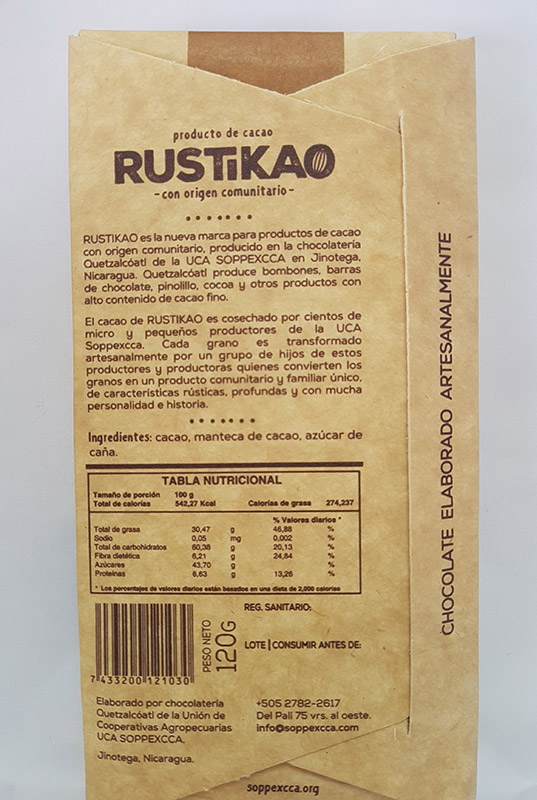 producto de cacao
RUSTiKAO
-con origen comunitario-
RUSTIKAO es la nueva marca para productos de cacao
con origen comunitario, producido en la chocolatería
Quetzalcóatl de la UCA SOPPEXCCA en Jinotega,
Nicaragua. Quetzalcóatl produce bombones, barras
de chocolate, pinolillo, cocoa y otros productos con
alto contenido de cacao fino.
El cacao de RUSTIKAO es cosechado por cientos de
micro y pequeños productores de la UCA
Soppexcca. Cada grano es transformado
artesanalmente por un grupo de hijos de estos
productores y productoras quienes convierten los
granos en un producto comunitario y familiar único,
de características rústicas, profundas y con mucha
personalidad e historia.
Ingredientes: cacao, manteca de cacao, azúcar de
caña.
TABLA NUTRICIONAL
Tamaño de porción 100 g
Total de calorías 542,27 Kcal Calorías de grasa 274,237
% Valores diarios *
Total de grasa 30,47 g 46,88 %
Sodio 0,05 mg 0,002 %
Total de carbohidratos 60,38 g 20,13 %
Fibra dietética 6,21 g 24,84 %
Azúcares 43,70 g %
Proteínas 6,63 g 13,26 %
* Los porcentajes de valores diarios están basados en una dieta de 2,000 calorías
7 433200 121030
PESO NETO
120G
REG. SANITARIO:
LOTE | CONSUMIR ANTES DE:
Elaborado por chocolatería
Quetzalcóatl de la Unión de
Cooperativas Agropecuarias
UCA SOPPEXCCA.
Jinotega, Nicaragua.
+505 2782-2617
Del Pali 75 vrs. al oeste.
info@soppexcca.com
soppexcca.org
CHOCOLATE ELABORADO ARTESANALMENTE